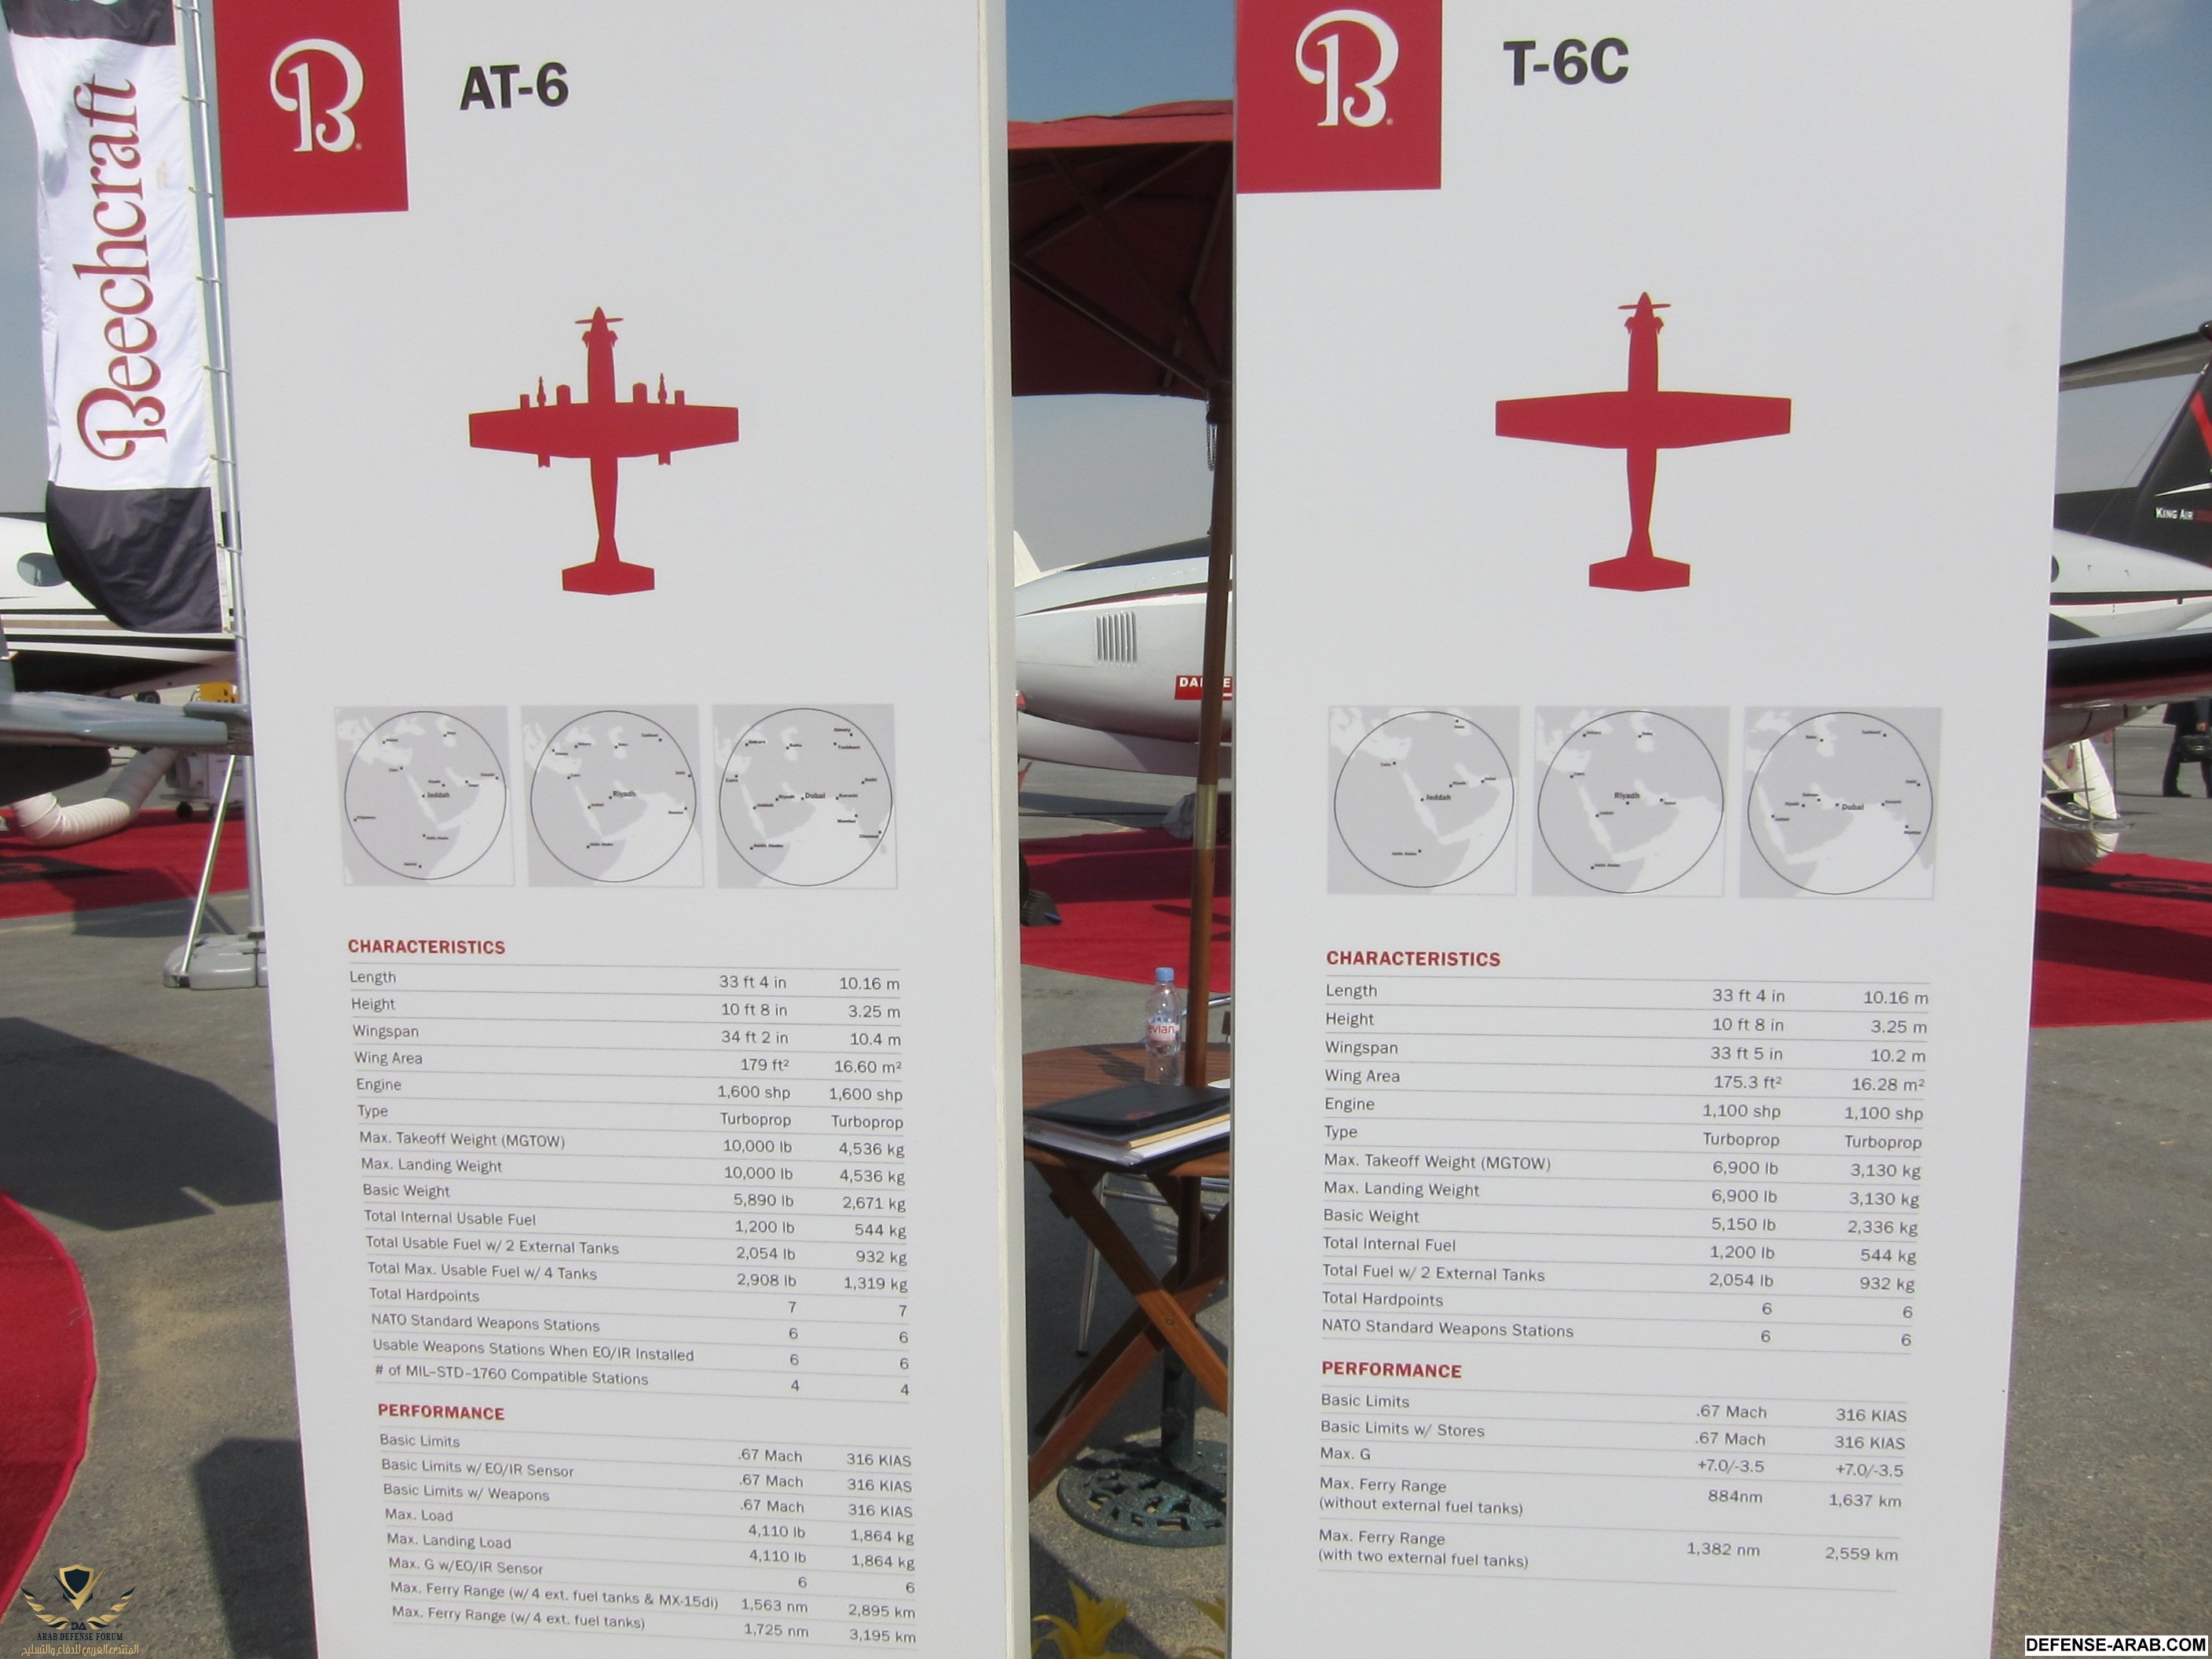 Beechcraft
B
AT-6
Jeddah
Riyadh
Dubai
CHARACTERISTICS
Length 33 ft 4 in 10.16 m
Height 10 ft 8 in 3.25 m
Wingspan 34 ft 2 in 10.4 m
Wing Area 179 ft² 16.60 m²
Engine 1,600 shp 1,600 shp
Type Turboprop Turboprop
Max. Takeoff Weight (MGTOW) 10,000 lb 4,536 kg
Max. Landing Weight 10,000 lb 4,536 kg
Basic Weight 5,890 lb 2,671 kg
Total Internal Usable Fuel 1,200 lb 544 kg
Total Usable Fuel w/ 2 External Tanks 2,054 lb 932 kg
Total Max. Usable Fuel w/ 4 Tanks 2,908 lb 1,319 kg
Total Hardpoints 7 7
NATO Standard Weapons Stations 6 6
Usable Weapons Stations When EO/IR Installed 6 6
# of MIL-STD-1760 Compatible Stations 4 4
PERFORMANCE
Basic Limits .67 Mach 316 KIAS
Basic Limits w/ EO/IR Sensor .67 Mach 316 KIAS
Basic Limits w/ Weapons .67 Mach 316 KIAS
Max. Load 4,110 lb 1,864 kg
Max. Landing Load 4,110 lb 1,864 kg
Max. G w/EO/IR Sensor 6 6
Max. Ferry Range (w/ 4 ext. fuel tanks & MX-15di) 1,563 nm 2,895 km
Max. Ferry Range (w/ 4 ext. fuel tanks) 1,725 nm 3,195 km
B
T-6C
Jeddah
Riyadh
Dubai
CHARACTERISTICS
Length 33 ft 4 in 10.16 m
Height 10 ft 8 in 3.25 m
Wingspan 33 ft 5 in 10.2 m
Wing Area 175.3 ft² 16.28 m²
Engine 1,100 shp 1,100 shp
Type Turboprop Turboprop
Max. Takeoff Weight (MGTOW) 6,900 lb 3,130 kg
Max. Landing Weight 6,900 lb 3,130 kg
Basic Weight 5,150 lb 2,336 kg
Total Internal Fuel 1,200 lb 544 kg
Total Fuel w/ 2 External Tanks 2,054 lb 932 kg
Total Hardpoints 6 6
NATO Standard Weapons Stations 6 6
PERFORMANCE
Basic Limits .67 Mach 316 KIAS
Basic Limits w/ Stores .67 Mach 316 KIAS
Max. G +7.0/-3.5 +7.0/-3.5
Max. Ferry Range
(without external fuel tanks) 884nm 1,637 km
Max. Ferry Range
(with two external fuel tanks) 1,382 nm 2,559 km
evian
KING AIR
DA
ARAB DEFENSE FORUM
المنتدى العربي للدفاع والتسليح
DEFENSE-ARAB.COM